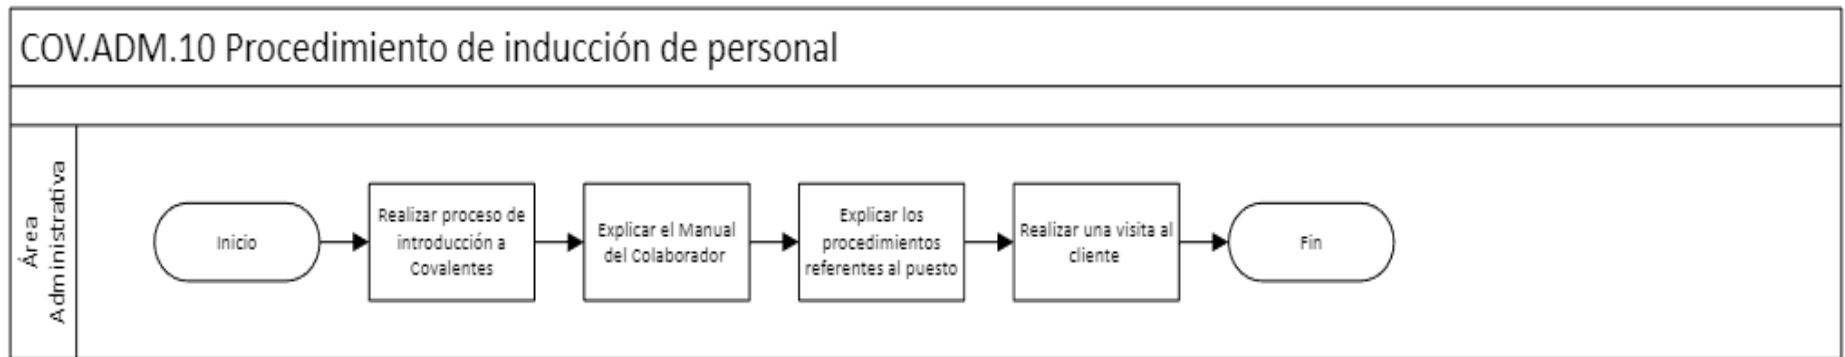 COV.ADM.10 Procedimiento de inducción de personal
Área
Administrativa
Inicio
Realizar proceso de
introducción a
Covalentes
Explicar el Manual
del Colaborador
Explicar los
procedimientos
referentes al puesto
Realizar una visita al
cliente
Fin